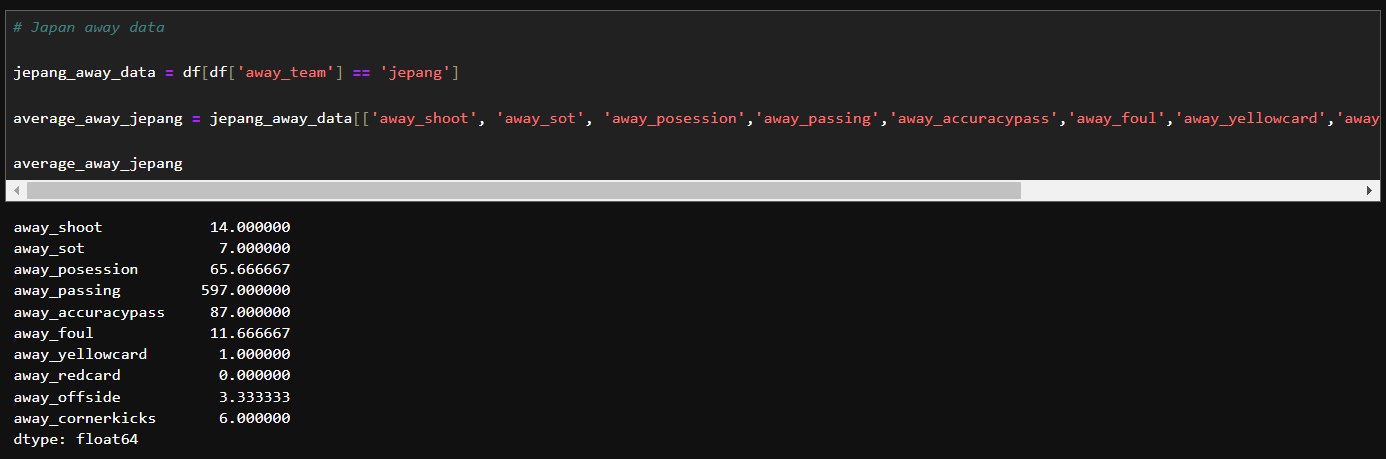 # Japan away data
jepang_away_data = df[df['away_team'] == 'jepang']
average_away_jepang = jepang_away_data[['away_shoot', 'away_sot', 'away_posession','away_passing','away_accuracypass','away_foul','away_yellowcard','away
average_away_jepang
away_shoot 14.000000
away_sot 7.000000
away_posession 65.666667
away_passing 597.000000
away_accuracypass 87.000000
away_foul 11.666667
away_yellowcard 1.000000
away_redcard 0.000000
away_offside 3.333333
away_cornerkicks 6.000000
dtype: float64